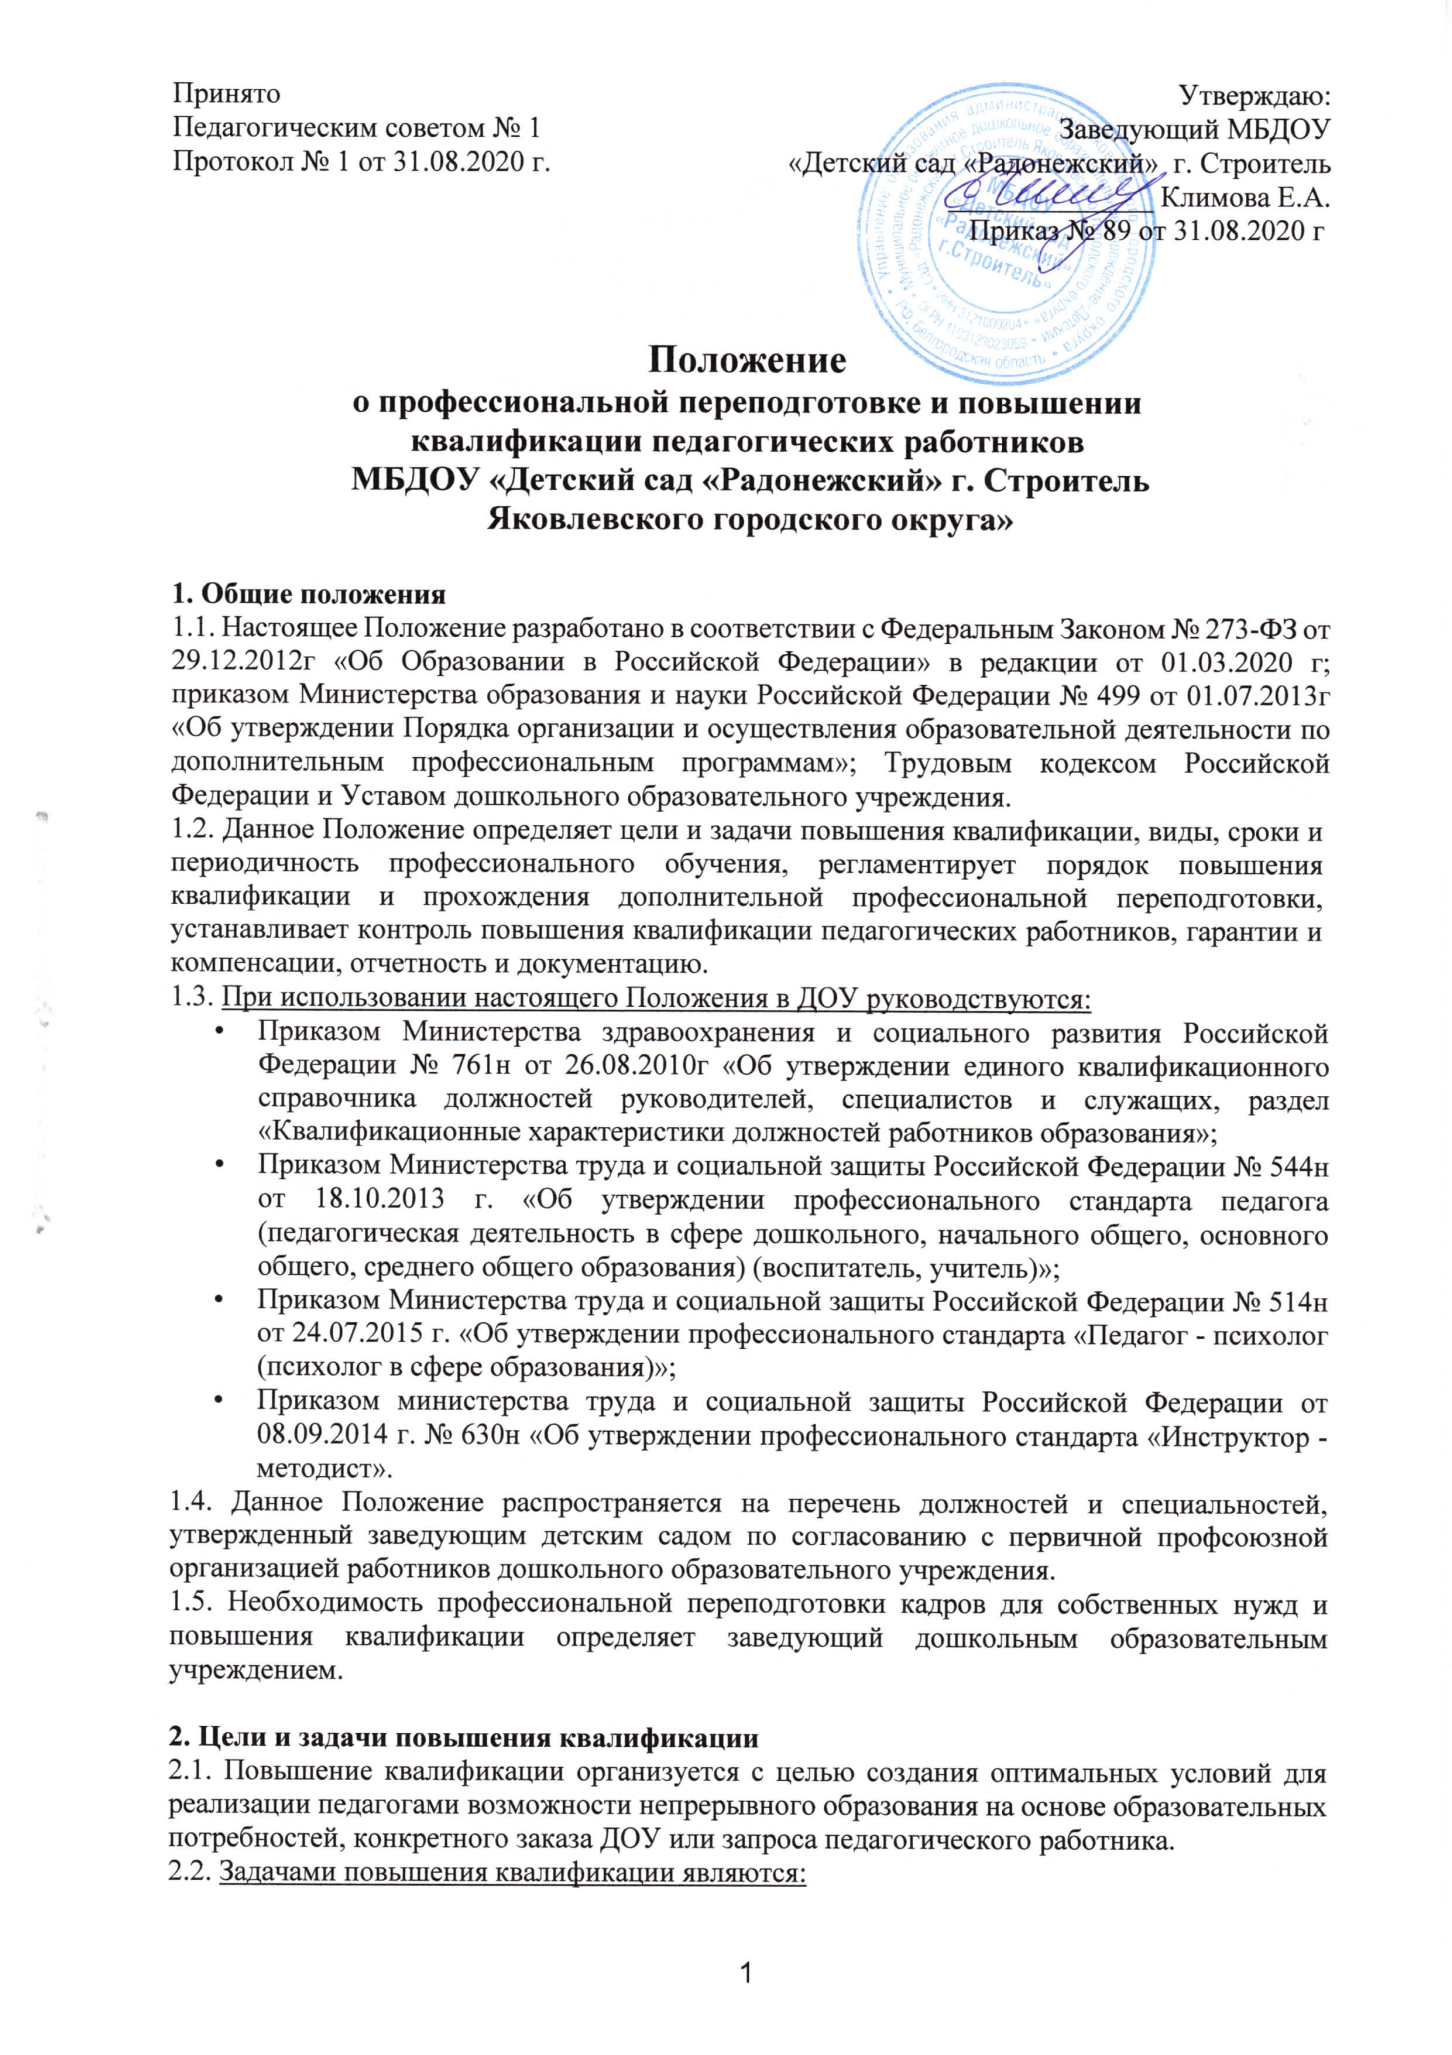 Принято
Педагогическим советом № 1
Протокол № 1 от 31.08.2020 г.
Утверждаю:
Заведующий МБДОУ
«Детский сад «Радонежский» г. Строитель
Климова Е.А.
Приказ № 89 от 31.08.2020 г
МБДОУ
«Детский сад
«Радонежский»
г.Строитель»
Положение
о профессиональной переподготовке и повышении
квалификации педагогических работников
МБДОУ «Детский сад «Радонежский» г. Строитель
Яковлевского городского округа»
1. Общие положения
1.1. Настоящее Положение разработано в соответствии с Федеральным Законом № 273-ФЗ от
29.12.2012г «Об Образовании в Российской Федерации» в редакции от 01.03.2020 г;
приказом Министерства образования и науки Российской Федерации № 499 от 01.07.2013г
«Об утверждении Порядка организации и осуществления образовательной деятельности по
дополнительным профессиональным программам»; Трудовым кодексом Российской
Федерации и Уставом дошкольного образовательного учреждения.
1.2. Данное Положение определяет цели и задачи повышения квалификации, виды, сроки и
периодичность профессионального обучения, регламентирует порядок повышения
квалификации и прохождения дополнительной профессиональной переподготовки,
устанавливает контроль повышения квалификации педагогических работников, гарантии и
компенсации, отчетность и документацию.
1.3. При использовании настоящего Положения в ДОУ руководствуются:
• Приказом Министерства здравоохранения и социального развития Российской
Федерации № 761н от 26.08.2010г «Об утверждении единого квалификационного
справочника должностей руководителей, специалистов и служащих, раздел
«Квалификационные характеристики должностей работников образования»;
• Приказом Министерства труда и социальной защиты Российской Федерации № 544н
от 18.10.2013 г. «Об утверждении профессионального стандарта педагога
(педагогическая деятельность в сфере дошкольного, начального общего, основного
общего, среднего общего образования) (воспитатель, учитель)»;
• Приказом Министерства труда и социальной защиты Российской Федерации № 514н
от 24.07.2015 г. «Об утверждении профессионального стандарта «Педагог - психолог
(психолог в сфере образования)»;
• Приказом министерства труда и социальной защиты Российской Федерации от
08.09.2014 г. № 630н «Об утверждении профессионального стандарта «Инструктор -
методист».
1.4. Данное Положение распространяется на перечень должностей и специальностей,
утвержденный заведующим детским садом по согласованию с первичной профсоюзной
организацией работников дошкольного образовательного учреждения.
1.5. Необходимость профессиональной переподготовки кадров для собственных нужд и
повышения квалификации определяет заведующий дошкольным образовательным
учреждением.
2. Цели и задачи повышения квалификации
2.1. Повышение квалификации организуется с целью создания оптимальных условий для
реализации педагогами возможности непрерывного образования на основе образовательных
потребностей, конкретного заказа ДОУ или запроса педагогического работника.
2.2. Задачами повышения квалификации являются:
1